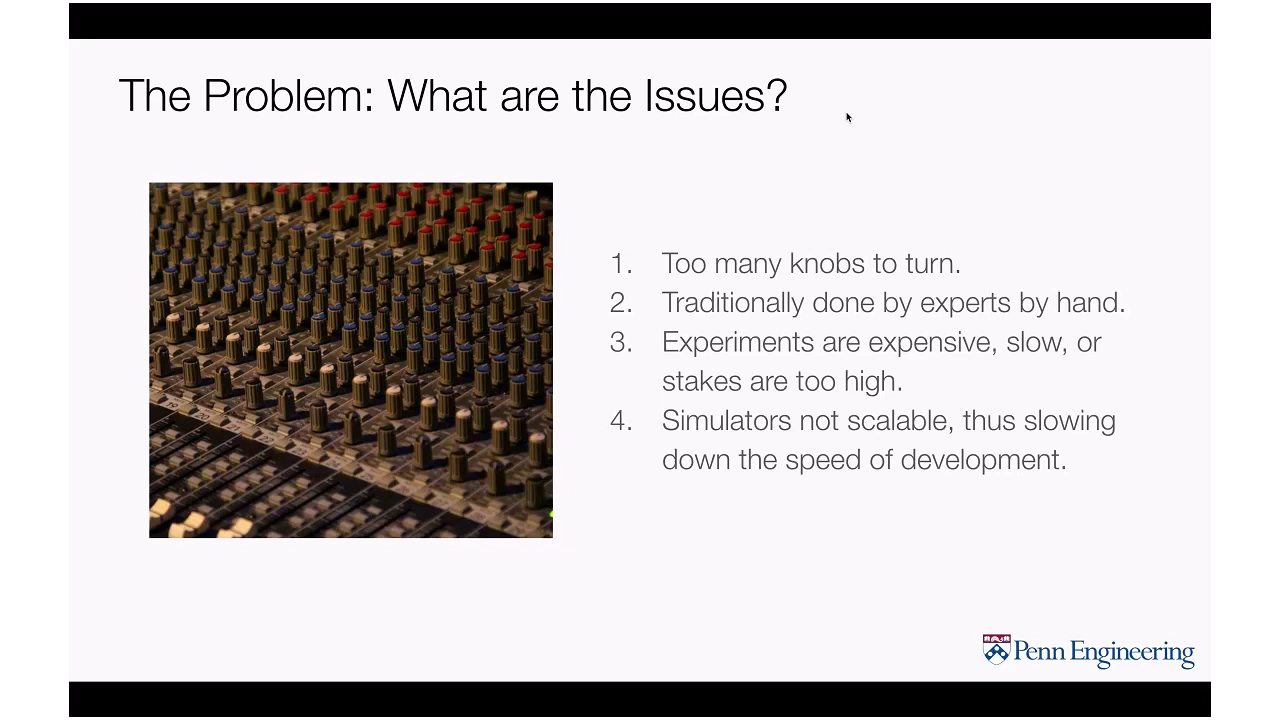 The Problem: What are the Issues?
1. Too many knobs to turn.
2. Traditionally done by experts by hand.
3. Experiments are expensive, slow, or
stakes are too high.
4. Simulators not scalable, thus slowing
down the speed of development.
Penn Engineering